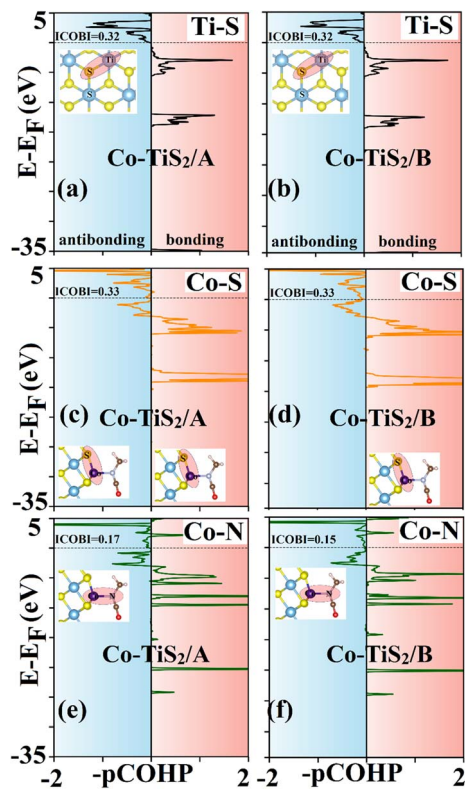 5
Ti-S
ICOBI=0.32
Ti
S
S
E-E_F (eV)
Co-TiS₂/A
(a)
antibonding
bonding
-35
Ti-S
ICOBI=0.32
Ti
S
S
Co-TiS₂/B
(b)
antibonding
bonding
5
Co-S
ICOBI=0.33
E-E_F (eV)
(c)
Co-TiS₂/A
S
S
-35
Co-S
ICOBI=0.33
(d)
Co-TiS₂/B
S
5
Co-N
ICOBI=0.17
N
E-E_F (eV)
Co-TiS₂/A
(e)
-35
Co-N
ICOBI=0.15
N
Co-TiS₂/B
(f)
-2
-pCOHP
2
-2
-pCOHP
2